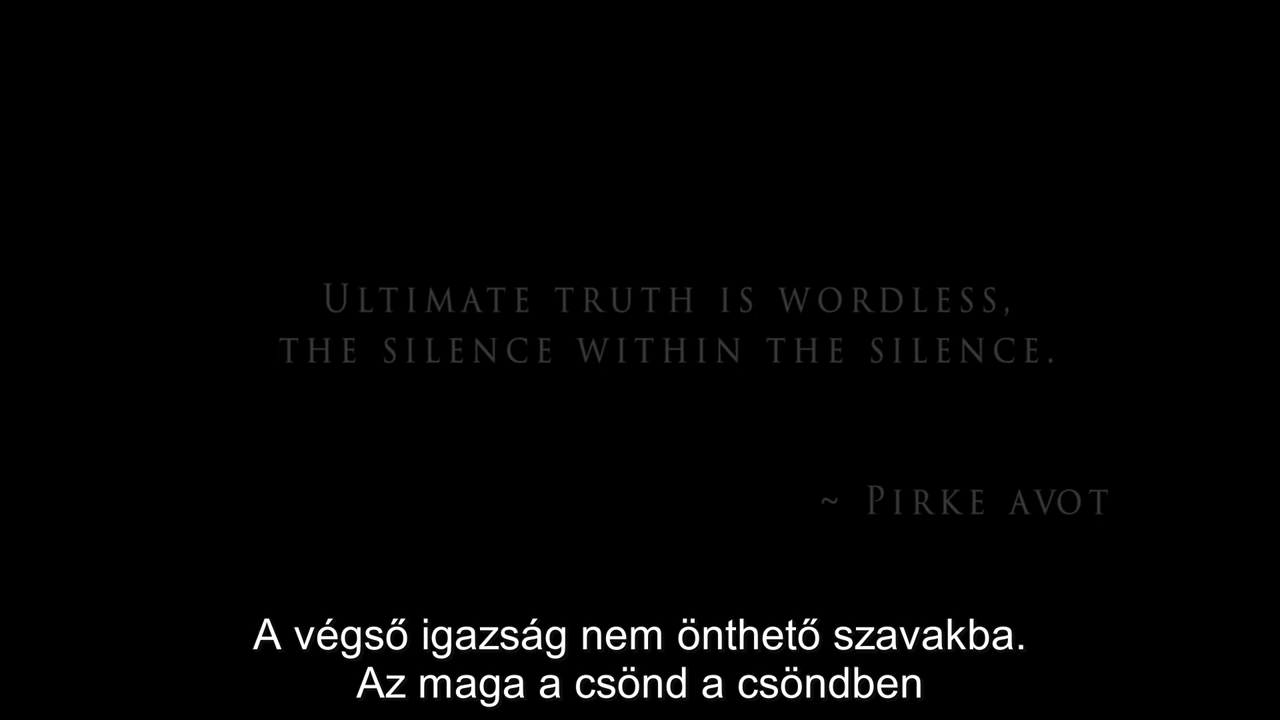 Ultimate truth is wordless,
the silence within the silence.
~ Pirke avot
A végső igazság nem önthető szavakba.
Az maga a csönd a csöndben